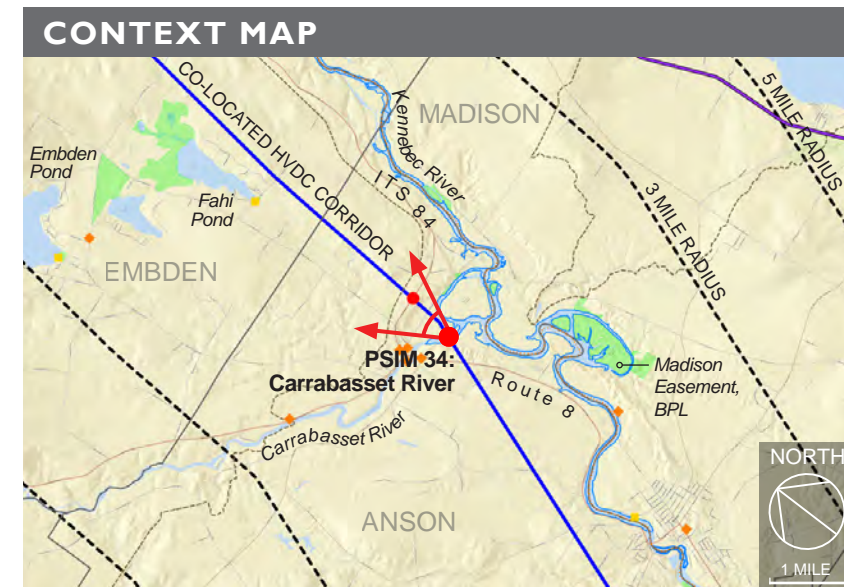 CONTEXT MAP
CO-LOCATED HVDC CORRIDOR
Kennebec River
MADISON
5 MILE RADIUS
Embden
Pond
ITS 84
Fahi
Pond
3 MILE RADIUS
EMBDEN
PSIM 34:
Carrabasset River
Route 8
Madison
Easement,
BPL
Carrabasset River
NORTH
ANSON
1 MILE